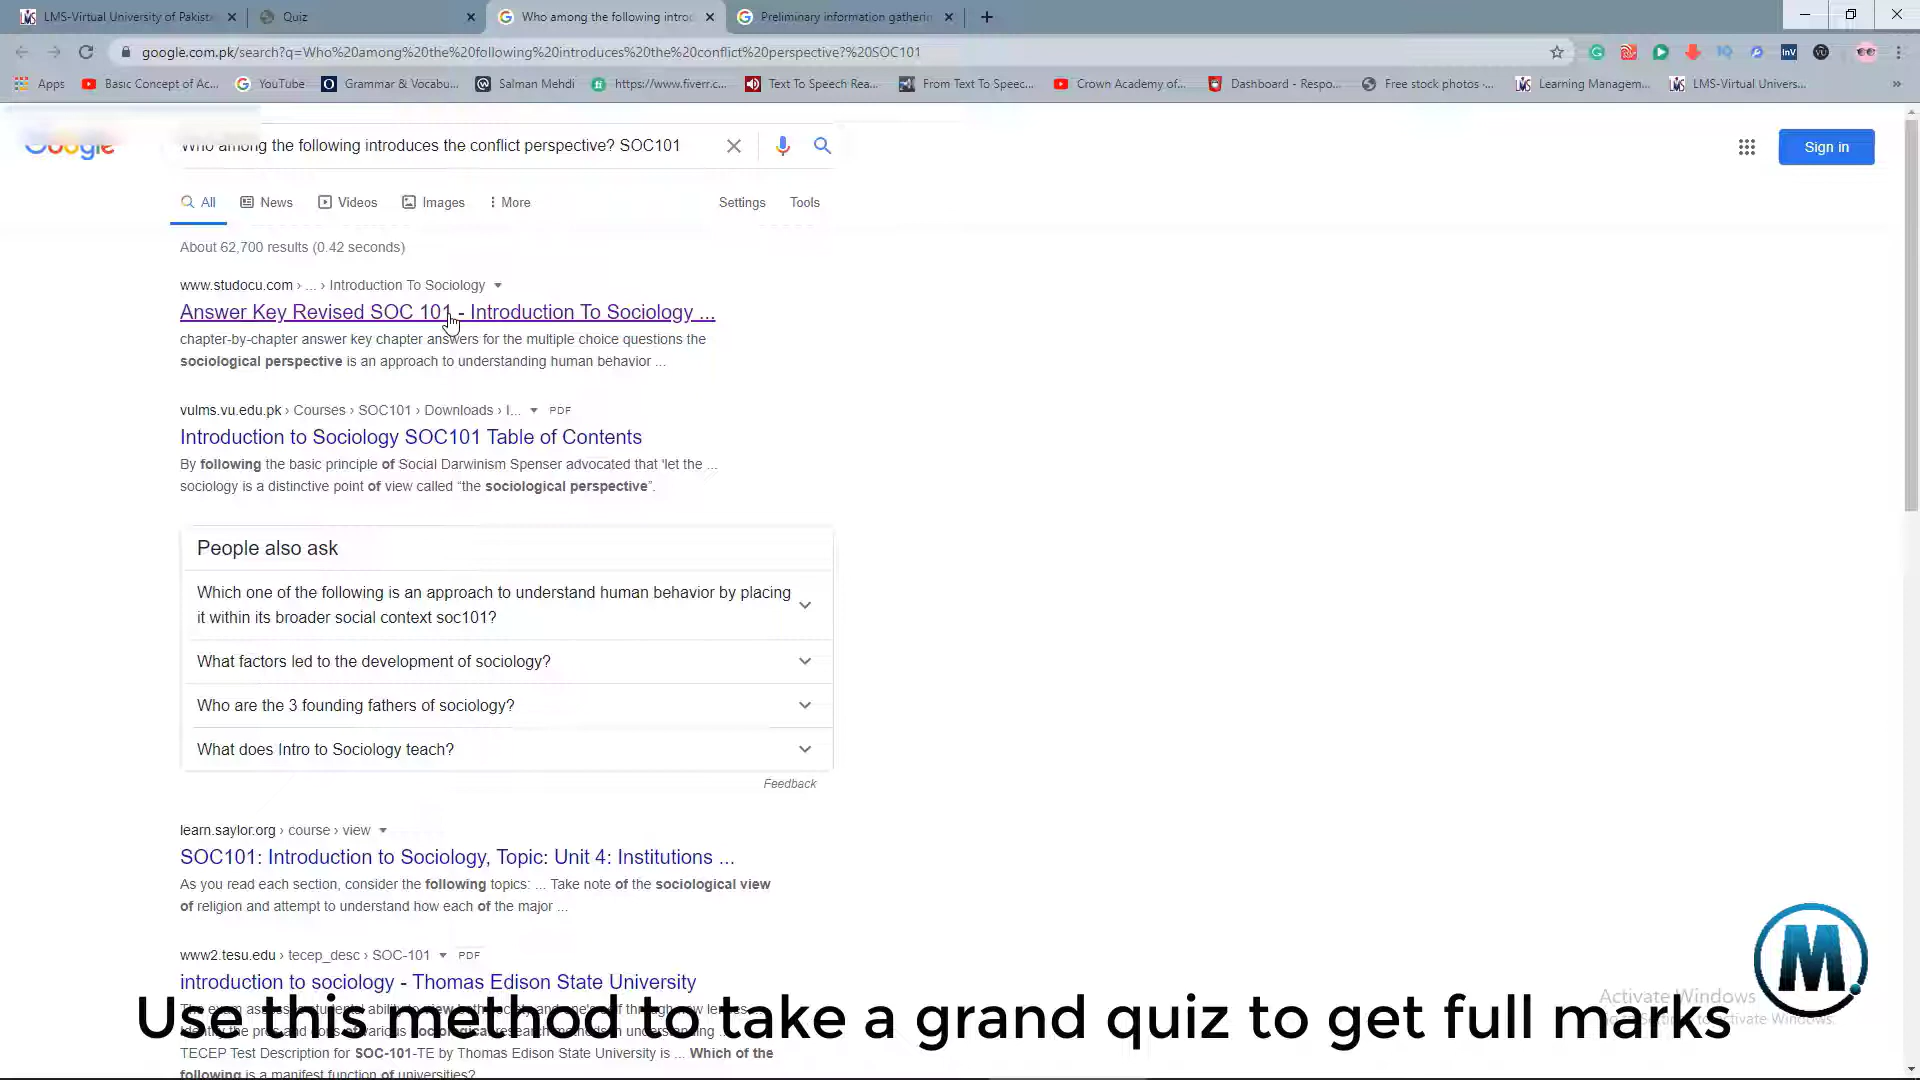 LMS-Virtual University of Pakist
Quiz
Who among the following introd
Preliminary information gatherin
google.com.pk/search?q=Who%20among%20the%20following%20introduces%20the%20conflict%20perspective?%20SOC101
Apps
Basic Concept of Ac...
YouTube
Grammar & Vocabu...
Salman Mehdi
https://www.fiverr.c...
Text To Speech Rea...
From Text To Speec...
Crown Academy of...
Dashboard - Respo...
Free stock photos -...
Learning Managem...
LMS-Virtual Univers...
Google
Who among the following introduces the conflict perspective? SOC101
Sign in
All
News
Videos
Images
More
Settings
Tools
About 62,700 results (0.42 seconds)
www.studocu.com › ... › Introduction To Sociology
Answer Key Revised SOC 101 - Introduction To Sociology ...
chapter-by-chapter answer key chapter answers for the multiple choice questions the
sociological perspective is an approach to understanding human behavior ...
vulms.vu.edu.pk › Courses › SOC101 › Downloads › I... PDF
Introduction to Sociology SOC101 Table of Contents
By following the basic principle of Social Darwinism Spenser advocated that 'let the ...
sociology is a distinctive point of view called “the sociological perspective”.
People also ask
Which one of the following is an approach to understand human behavior by placing
it within its broader social context soc101?
What factors led to the development of sociology?
Who are the 3 founding fathers of sociology?
What does Intro to Sociology teach?
Feedback
learn.saylor.org › course › view
SOC101: Introduction to Sociology, Topic: Unit 4: Institutions ...
As you read each section, consider the following topics: ... Take note of the sociological view
of religion and attempt to understand how each of the major ...
www2.tesu.edu › tecep_desc › SOC-101 PDF
introduction to sociology - Thomas Edison State University
Use this method to take a grand quiz to get full marks
Activate Windows
TECEP Test Description for SOC-101-TE by Thomas Edison State University is ... Which of the
following is a manifest function of universities?
M